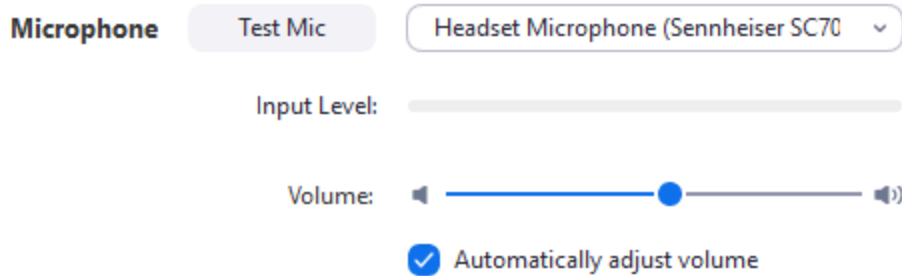 Microphone Test Mic Headset Microphone (Sennheiser SC70
Input Level:
Volume:
Automatically adjust volume